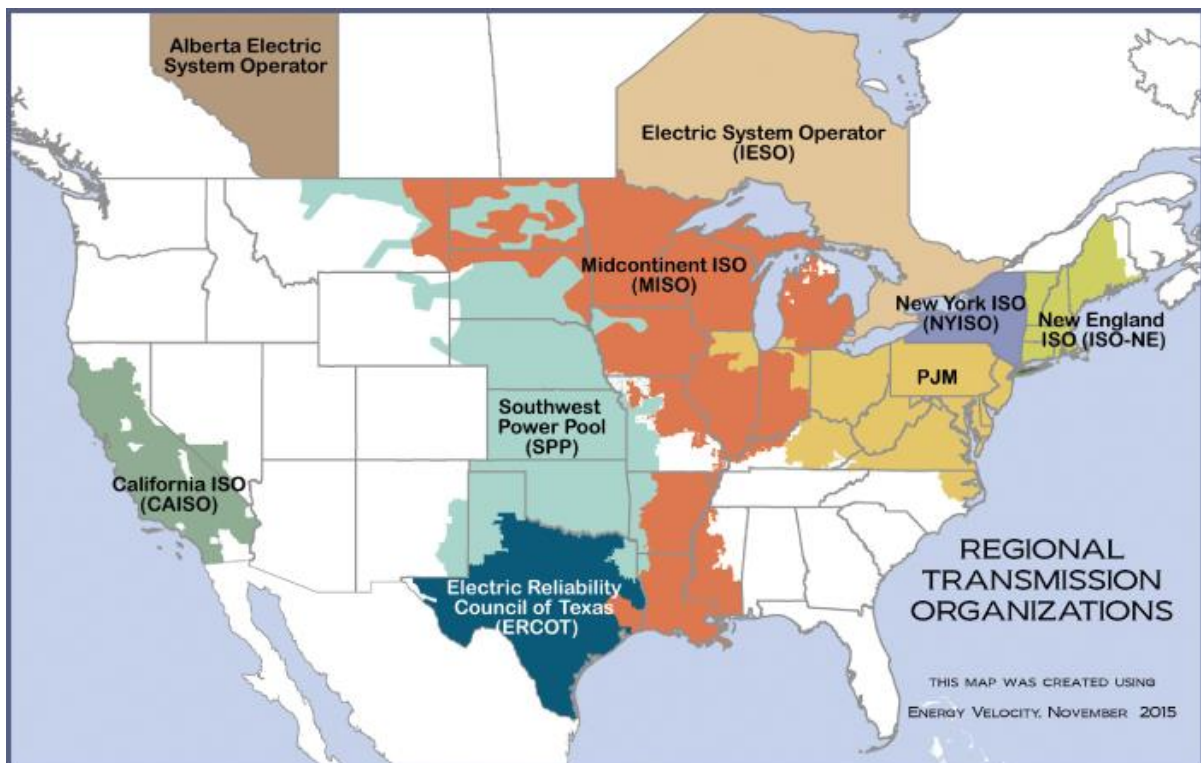 Alberta Electric
System Operator
Electric System Operator
(IESO)
Midcontinent ISO
(MISO)
New York ISO
(NYISO)
New England
ISO (ISO-NE)
PJM
Southwest
Power Pool
(SPP)
California ISO
(CAISO)
Electric Reliability
Council of Texas
(ERCOT)
REGIONAL
TRANSMISSION
ORGANIZATIONS
THIS MAP WAS CREATED USING
ENERGY VELOCITY, NOVEMBER 2015